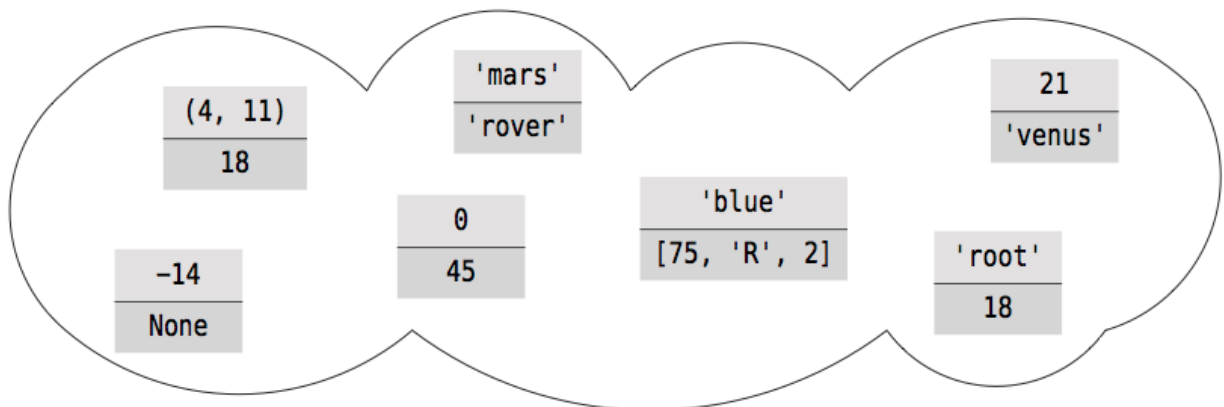 (4, 11)
18
'mars'
'rover'
21
'venus'
0
45
'blue'
[75, 'R', 2]
−14
None
'root'
18